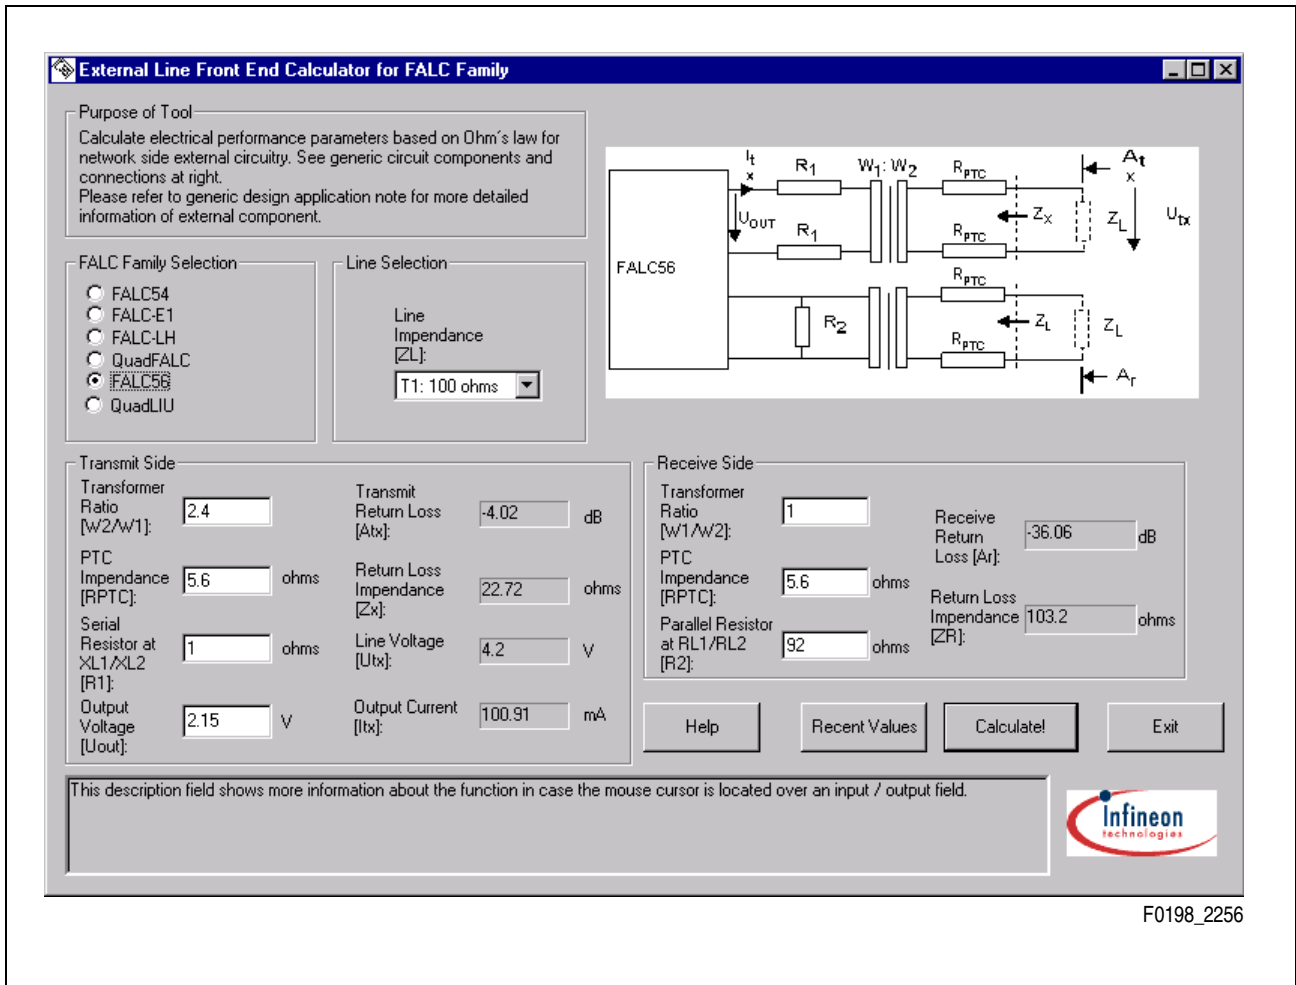 External Line Front End Calculator for FALC Family
Purpose of Tool
Calculate electrical performance parameters based on Ohm´s law for
network side external circuitry. See generic circuit components and
connections at right.
Please refer to generic design application note for more detailed
information of external component.
FALC Family Selection
FALC54
FALC-E1
FALC-LH
QuadFALC
FALC56
QuadLIU
Line Selection
Line
Impendance
[ZL]:
T1: 100 ohms
It
x
R1
W1: W2
RPTC
At
x
UOUT
ZX
ZL
Utx
R1
RPTC
FALC56
RPTC
R2
ZL
ZL
RPTC
Ar
Transmit Side
Transformer
Ratio
[W2/W1]:
2.4
PTC
Impendance
[RPTC]:
5.6
ohms
Serial
Resistor at
XL1/XL2
[R1]:
1
ohms
Output
Voltage
[Uout]:
2.15
V
Transmit
Return Loss
[Atx]:
-4.02
dB
Return Loss
Impendance
[Zx]:
22.72
ohms
Line Voltage
[Utx]:
4.2
V
Output Current
[Itx]:
100.91
mA
Receive Side
Transformer
Ratio
[W1/W2]:
1
PTC
Impendance
[RPTC]:
5.6
ohms
Parallel Resistor
at RL1/RL2
[R2]:
92
ohms
Receive
Return
Loss [Ar]:
-36.06
dB
Return Loss
Impendance
[ZR]:
103.2
ohms
Help
Recent Values
Calculate!
Exit
This description field shows more information about the function in case the mouse cursor is located over an input / output field.
Infineon
technologies
F0198_2256